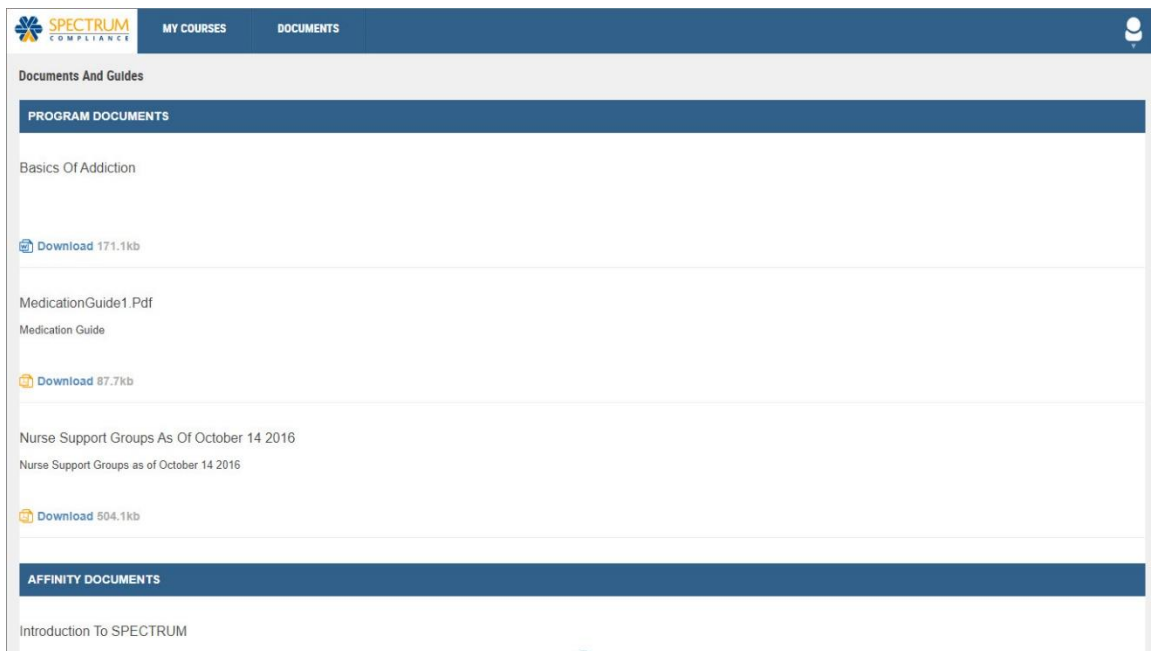 SPECTRUM
COMPLIANCE
MY COURSES
DOCUMENTS
Documents And Guides
PROGRAM DOCUMENTS
Basics Of Addiction
Download 171.1kb
MedicationGuide1.Pdf
Medication Guide
Download 87.7kb
Nurse Support Groups As Of October 14 2016
Nurse Support Groups as of October 14 2016
Download 504.1kb
AFFINITY DOCUMENTS
Introduction To SPECTRUM